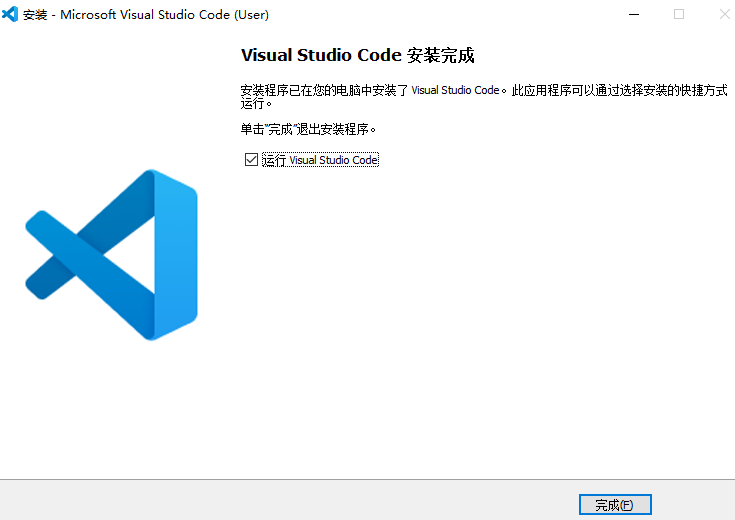 安装 - Microsoft Visual Studio Code (User)
Visual Studio Code 安装完成
安装程序已在您的电脑中安装了 Visual Studio Code。此应用程序可以通过选择安装的快捷方式
运行。
单击"完成"退出安装程序。
运行 Visual Studio Code
完成(F)